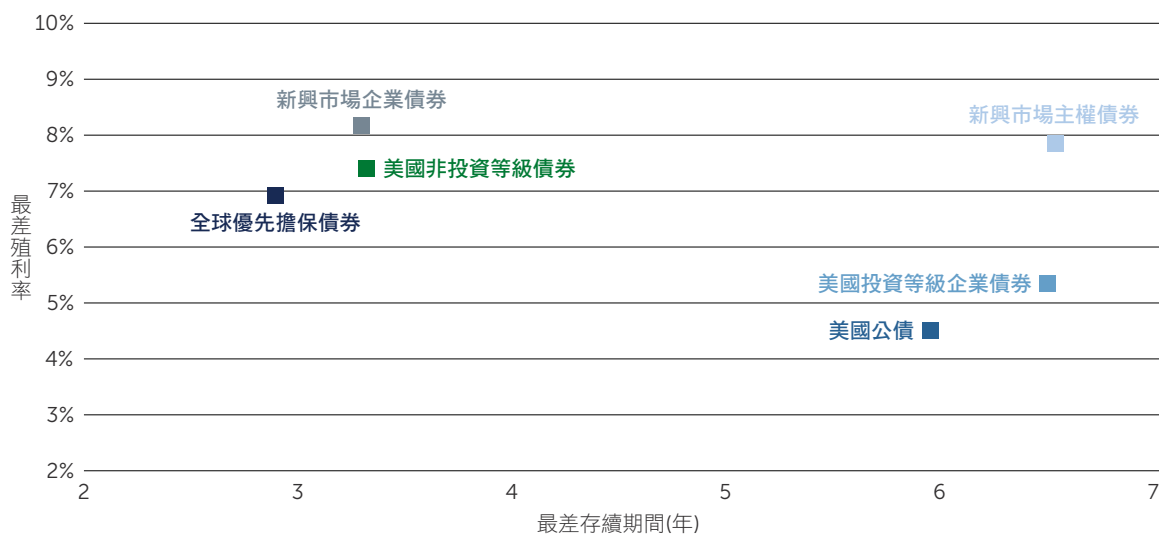 10%
9%
新興市場企業債券
新興市場主權債券
8%
美國非投資等級債券
7%
全球優先擔保債券
6%
最差殖利率
美國投資等級企業債券
5%
美國公債
4%
3%
2%
2 3 4 5 6 7
最差存續期間(年)